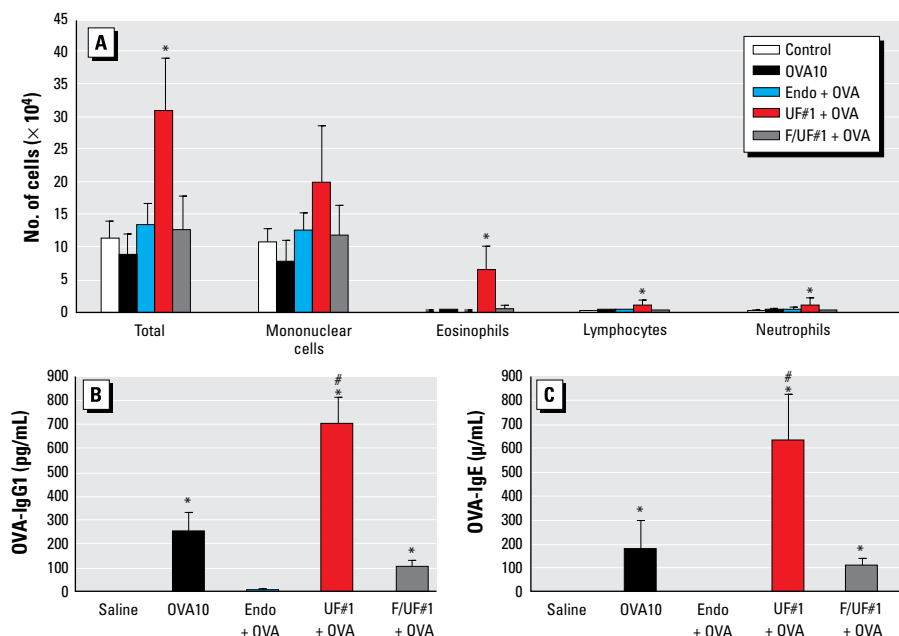 A
45
40
35
30
25
20
15
10
5
0
No. of cells (× 10⁴)
*
*
*
*
Control
OVA10
Endo + OVA
UF#1 + OVA
F/UF#1 + OVA
Total
Mononuclear
cells
Eosinophils
Lymphocytes
Neutrophils
B
900
800
700
600
500
400
300
200
100
0
OVA-IgG1 (pg/mL)
*
#
*
*
Saline
OVA10
Endo
+ OVA
UF#1
+ OVA
F/UF#1
+ OVA
C
900
800
700
600
500
400
300
200
100
0
OVA-IgE (µ/mL)
*
#
*
*
Saline
OVA10
Endo
+ OVA
UF#1
+ OVA
F/UF#1
+ OVA